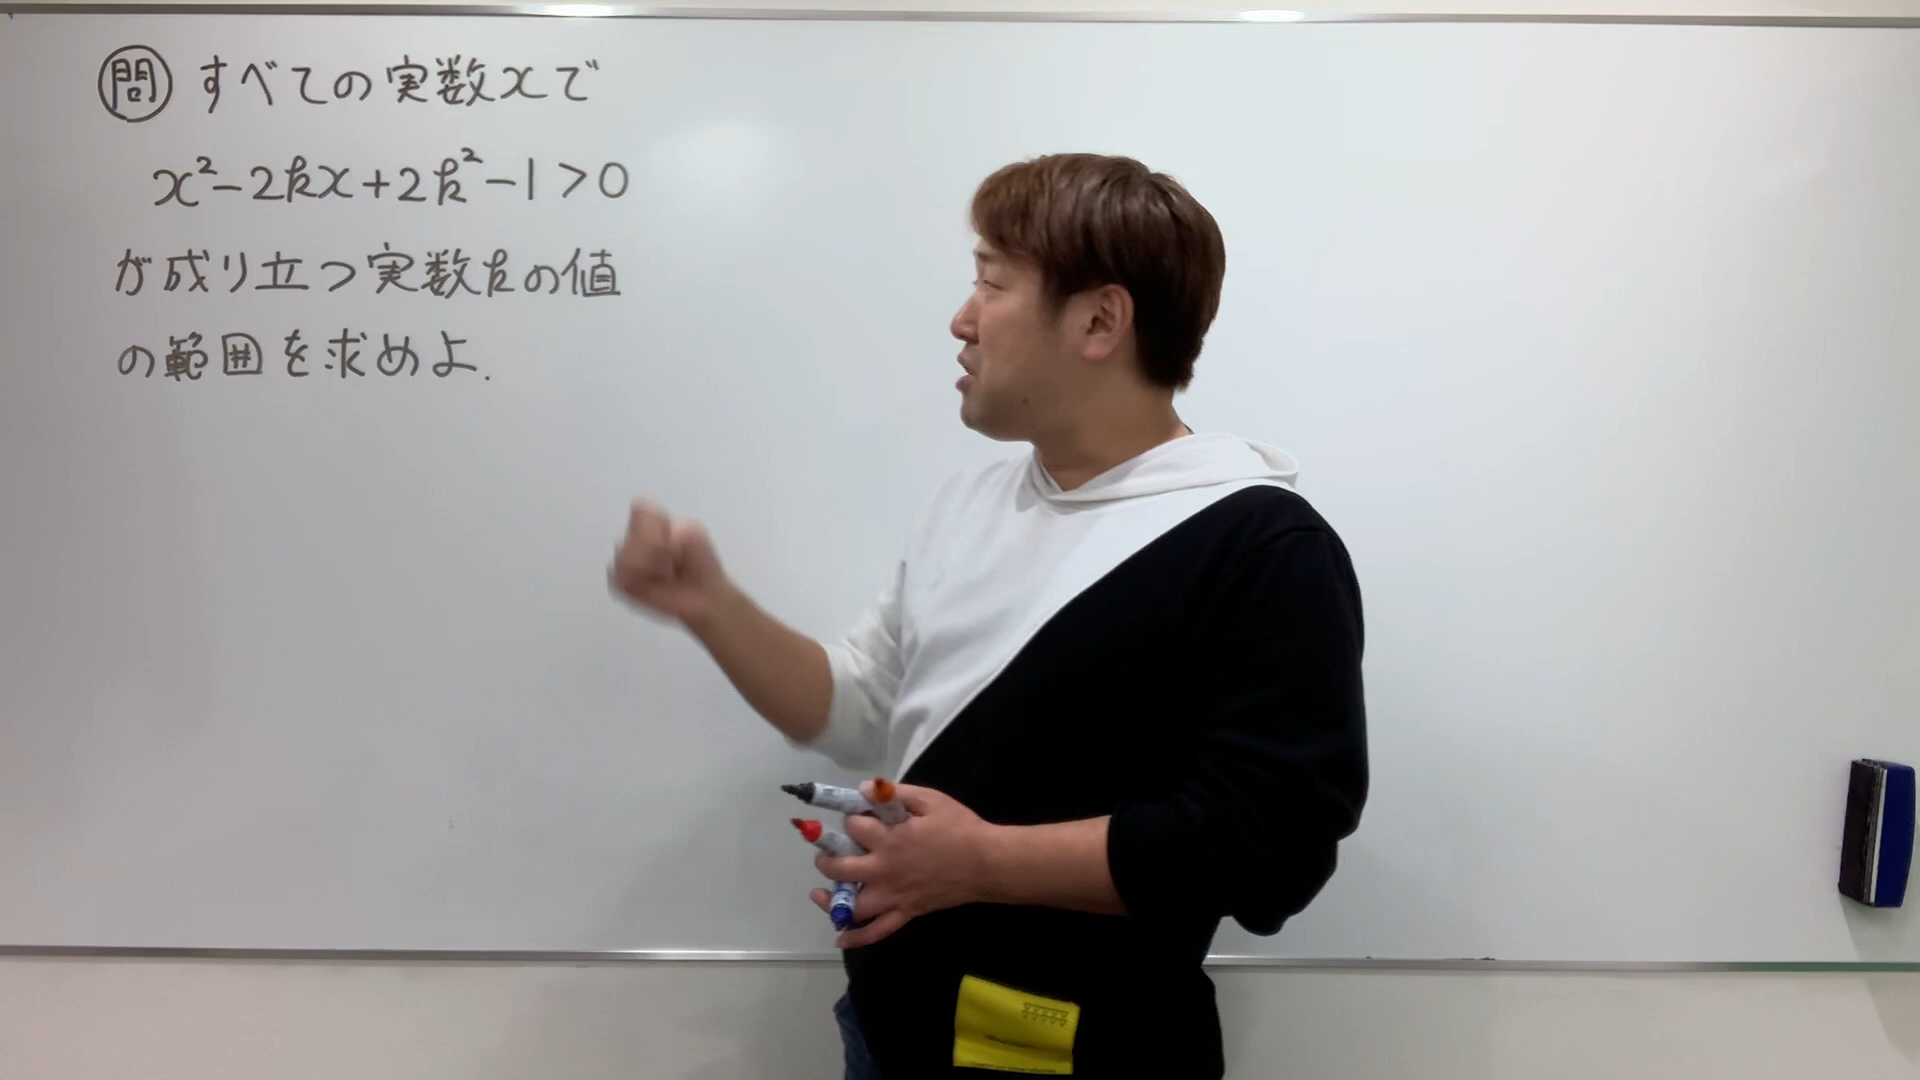 問 すべての実数xで
x²-2kx+2k²-1>0
が成り立つ実数kの値
の範囲を求めよ.